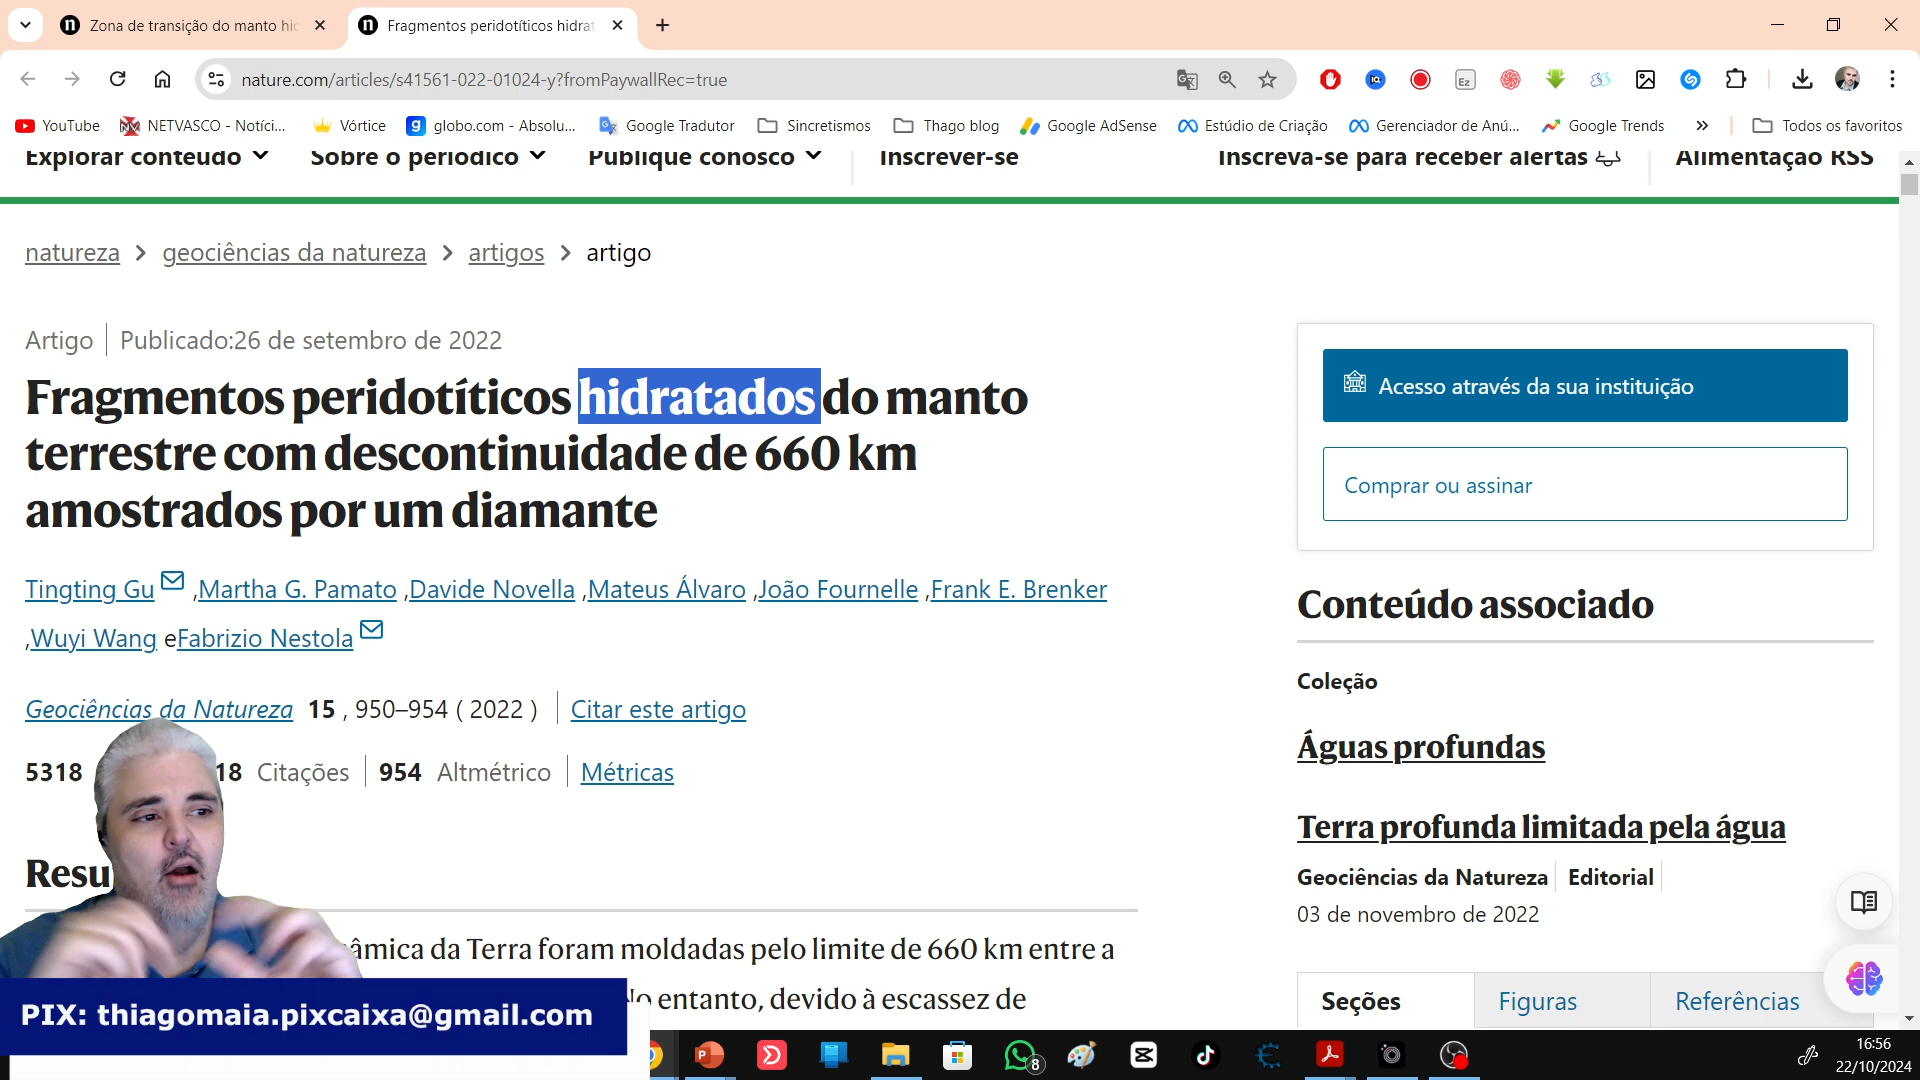 Zona de transição do manto hic
Fragmentos peridotíticos hidrat
nature.com/articles/s41561-022-01024-y?fromPaywallRec=true
YouTube
NETVASCO - Notíci...
Vórtice
globo.com - Absolu...
Google Tradutor
Sincretismos
Thago blog
Google AdSense
Estúdio de Criação
Gerenciador de Anú...
Google Trends
Todos os favoritos
Explorar conteúdo
Sobre o periódico
Publique conosco
Inscrever-se
Inscreva-se para receber alertas
Alimentação RSS
natureza > geociências da natureza > artigos > artigo
Artigo | Publicado:26 de setembro de 2022
Fragmentos peridotíticos hidratados do manto
terrestre com descontinuidade de 660 km
amostrados por um diamante
Tingting Gu ,Martha G. Pamato ,Davide Novella ,Mateus Álvaro ,João Fournelle ,Frank E. Brenker
,Wuyi Wang eFabrizio Nestola
Geociências da Natureza 15 , 950–954 ( 2022 ) | Citar este artigo
5318 18 Citações | 954 Altmétrico | Métricas
Resu
âmica da Terra foram moldadas pelo limite de 660 km entre a
No entanto, devido à escassez de
PIX: thiagomaia.pixcaixa@gmail.com
Acesso através da sua instituição
Comprar ou assinar
Conteúdo associado
Coleção
Águas profundas
Terra profunda limitada pela água
Geociências da Natureza | Editorial
03 de novembro de 2022
Seções
Figuras
Referências
8
16:56
22/10/2024